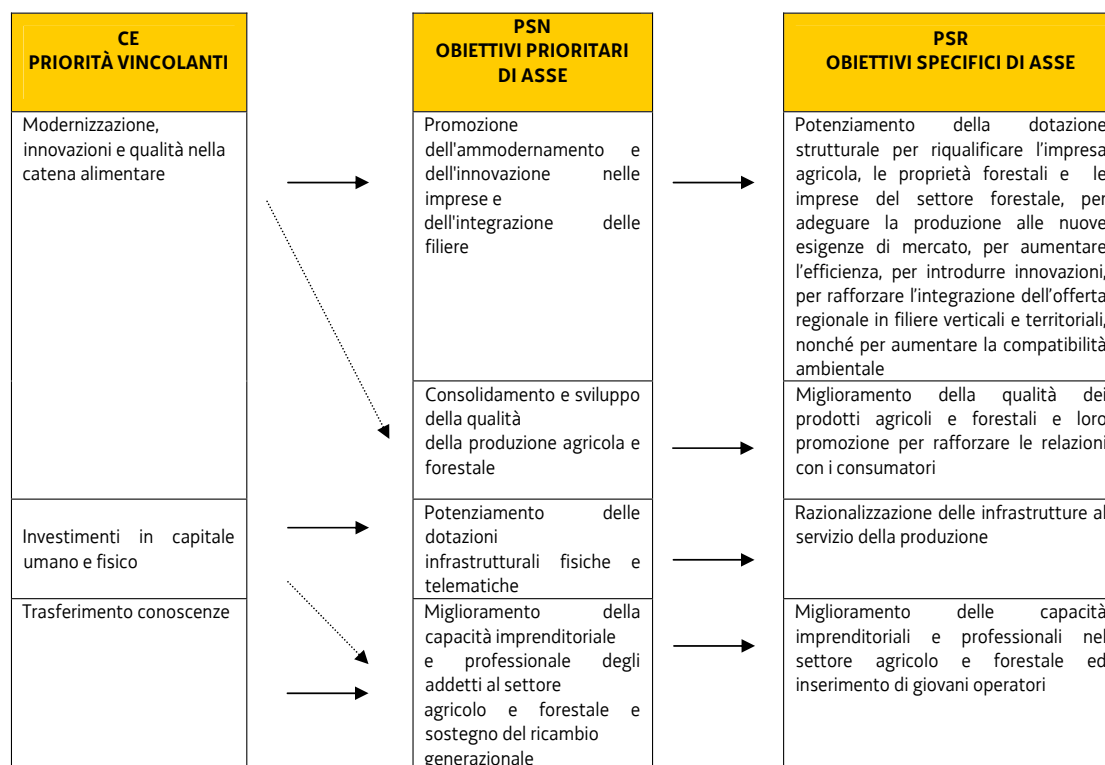 CE
PRIORITÀ VINCOLANTI
PSN
OBIETTIVI PRIORITARI
DI ASSE
PSR
OBIETTIVI SPECIFICI DI ASSE
Modernizzazione,
innovazioni e qualità nella
catena alimentare
Promozione
dell'ammodernamento e
dell'innovazione nelle
imprese e
dell'integrazione delle
filiere
Potenziamento della dotazione
strutturale per riqualificare l'impresa
agricola, le proprietà forestali e le
imprese del settore forestale, per
adeguare la produzione alle nuove
esigenze di mercato, per aumentare
l'efficienza, per introdurre innovazioni,
per rafforzare l'integrazione dell'offerta
regionale in filiere verticali e territoriali,
nonché per aumentare la compatibilità
ambientale
Consolidamento e sviluppo
della qualità
della produzione agricola e
forestale
Miglioramento della qualità dei
prodotti agricoli e forestali e loro
promozione per rafforzare le relazioni
con i consumatori
Investimenti in capitale
umano e fisico
Potenziamento delle
dotazioni
infrastrutturali fisiche e
telematiche
Razionalizzazione delle infrastrutture al
servizio della produzione
Trasferimento conoscenze
Miglioramento della
capacità imprenditoriale
e professionale degli
addetti al settore
agricolo e forestale e
sostegno del ricambio
generazionale
Miglioramento delle capacità
imprenditoriali e professionali nel
settore agricolo e forestale ed
inserimento di giovani operatori